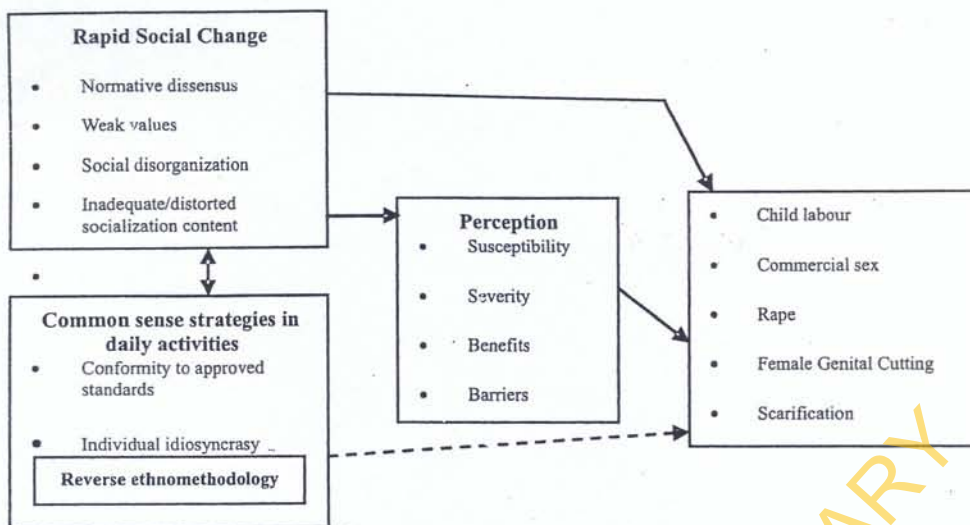 Rapid Social Change
• Normative dissensus
• Weak values
• Social disorganization
• Inadequate/distorted
socialization content
•
Common sense strategies in
daily activities
• Conformity to approved
standards
• Individual idiosyncrasy
Reverse ethnomethodology
Perception
• Susceptibility
• Severity
• Benefits
• Barriers
• Child labour
• Commercial sex
• Rape
• Female Genital Cutting
• Scarification
ARY